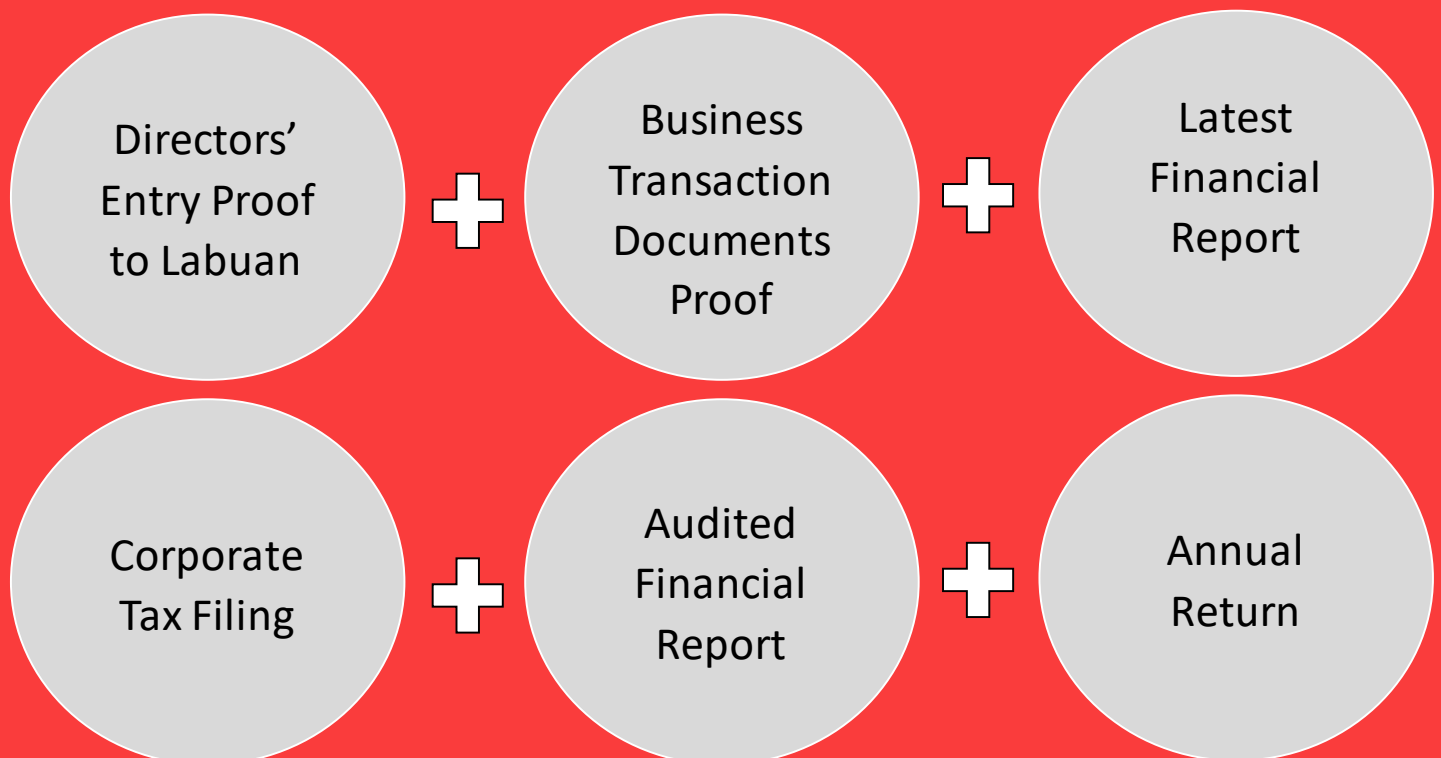 Directors’
Entry Proof
to Labuan
Business
Transaction
Documents
Proof
Latest
Financial
Report
Corporate
Tax Filing
Audited
Financial
Report
Annual
Return